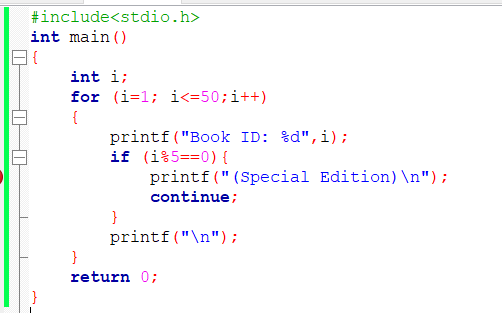 #include<stdio.h>
int main()
{
    int i;
    for (i=1; i<=50;i++)
    {
        printf("Book ID: %d",i);
        if (i%5==0){
            printf("(Special Edition)\n");
            continue;
        }
        printf("\n");
    }
    return 0;
}